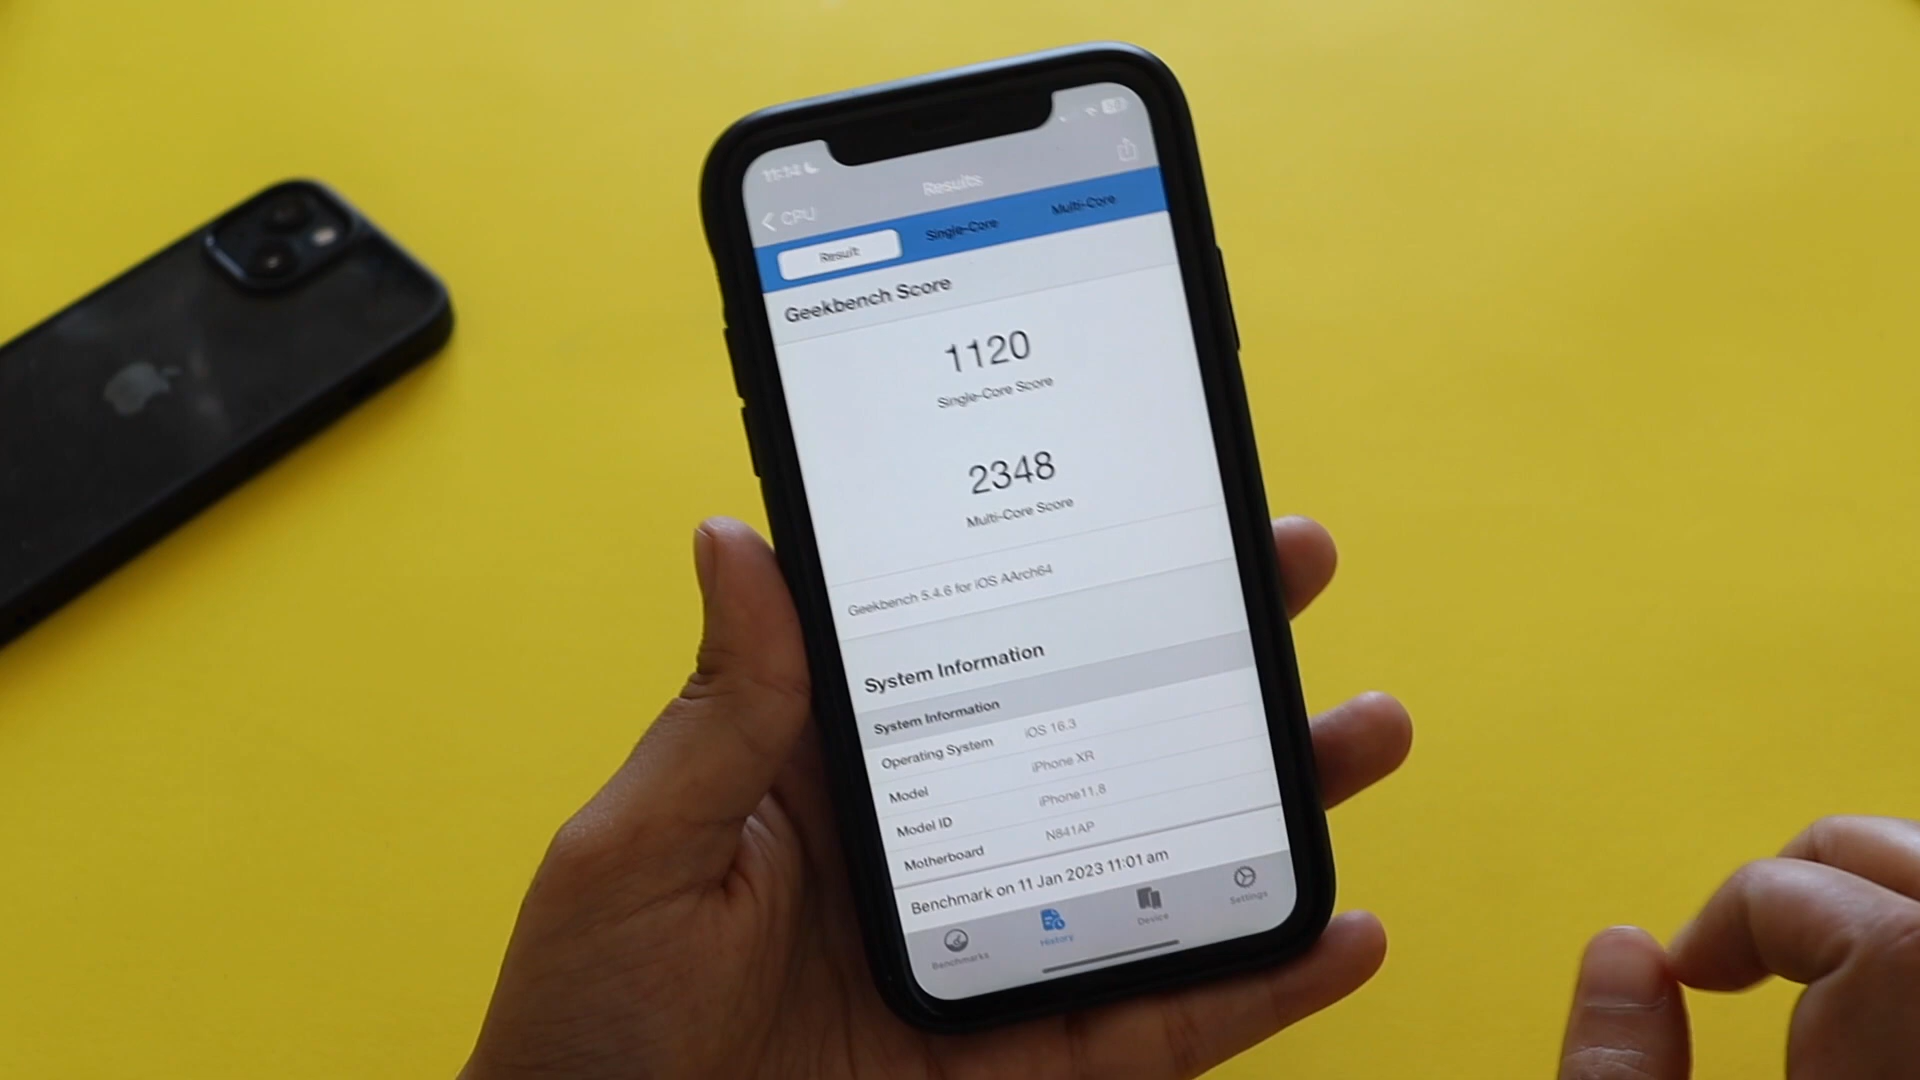 11:14
Results
CPU
Result Single-Core Multi-Core
Geekbench Score
1120
Single-Core Score
2348
Multi-Core Score
Geekbench 5.4.6 for iOS AArch64
System Information
System Information
Operating System iOS 16.3
Model iPhone XR
Model ID iPhone11,8
Motherboard N841AP
Benchmark on 11 Jan 2023 11:01 am
Benchmarks History Device Settings